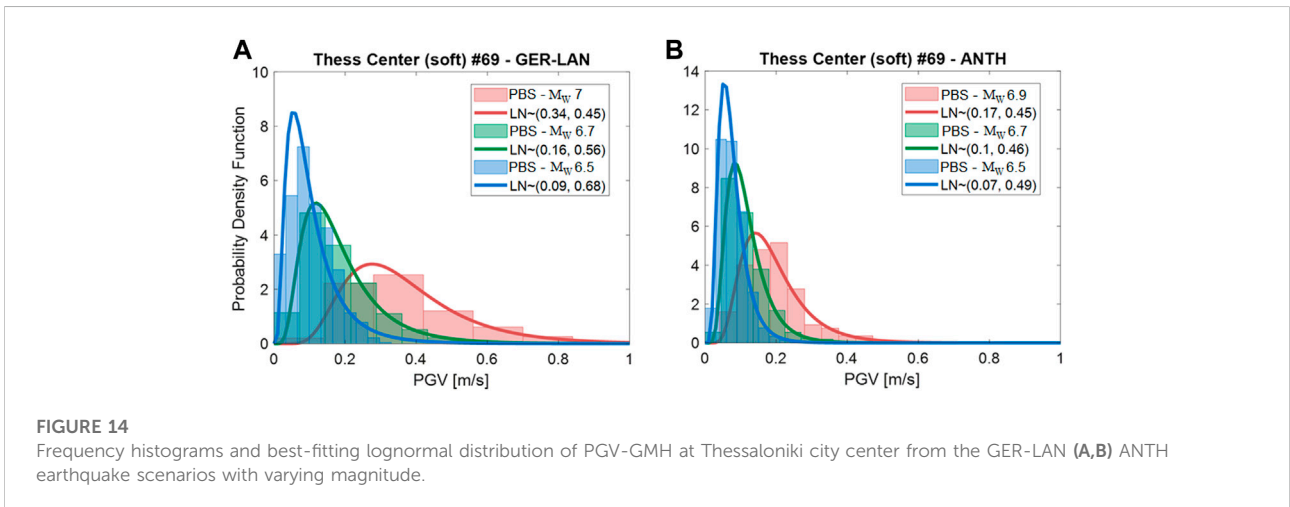 A
Thess Center (soft) #69 - GER-LAN
10
8
6
4
2
0
Probability Density Function
PBS - MW 7
LN~(0.34, 0.45)
PBS - MW 6.7
LN~(0.16, 0.56)
PBS - MW 6.5
LN~(0.09, 0.68)
0 0.2 0.4 0.6 0.8 1
PGV [m/s]
B
Thess Center (soft) #69 - ANTH
14
12
10
8
6
4
2
0
PBS - MW 6.9
LN~(0.17, 0.45)
PBS - MW 6.7
LN~(0.1, 0.46)
PBS - MW 6.5
LN~(0.07, 0.49)
0 0.2 0.4 0.6 0.8 1
PGV [m/s]
FIGURE 14
Frequency histograms and best-fitting lognormal distribution of PGV-GMH at Thessaloniki city center from the GER-LAN (A,B) ANTH
earthquake scenarios with varying magnitude.